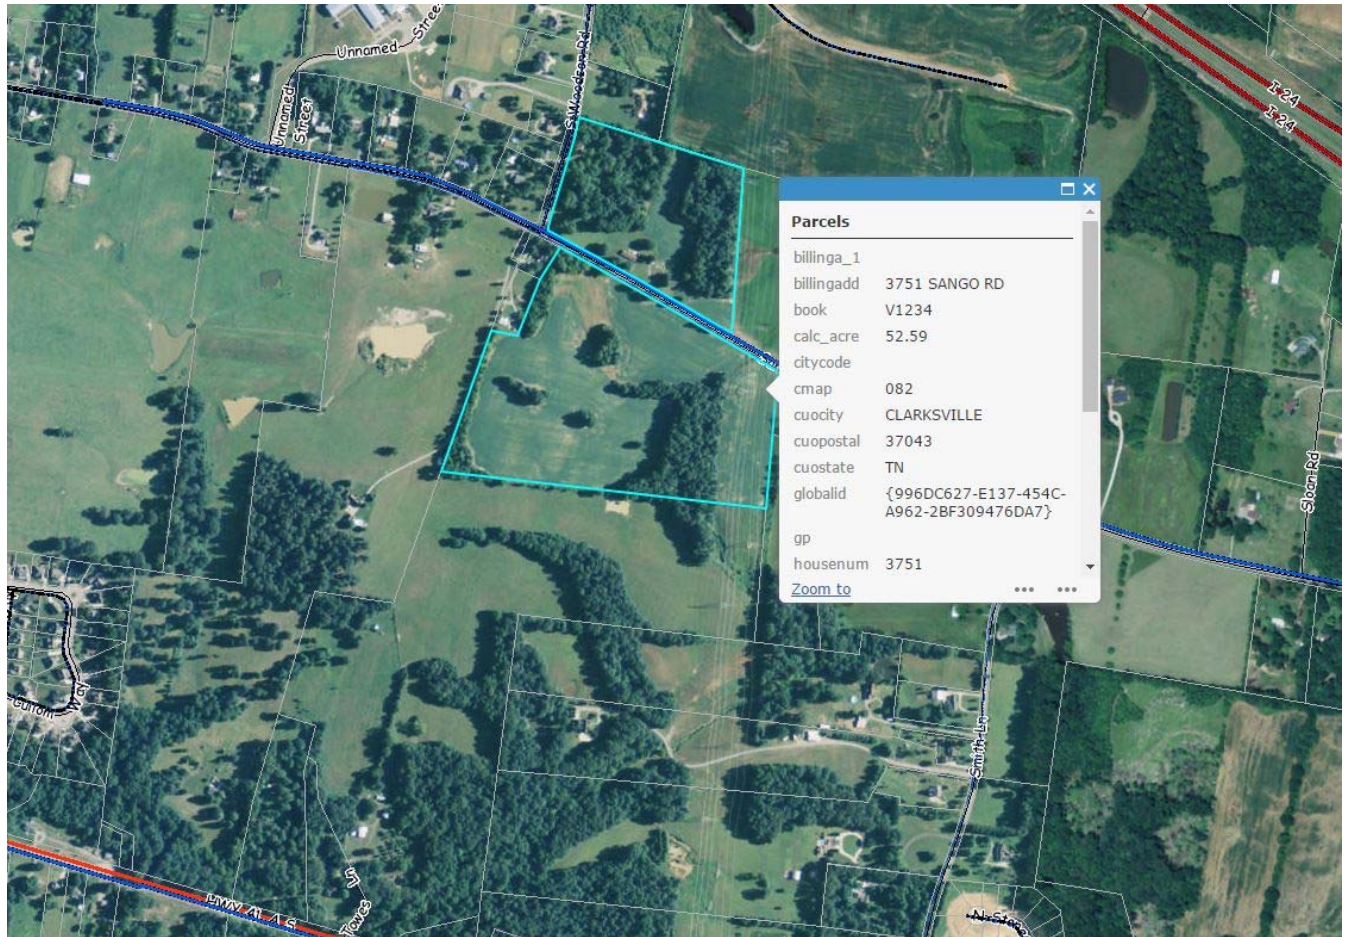 Unnamed Street
S Woodson Rd
Unnamed
Street
I 24
I 24
Parcels
billinga_1
billingadd 3751 SANGO RD
book V1234
calc_acre 52.59
citycode
cmap 082
cuocity CLARKSVILLE
cuopostal 37043
cuostate TN
globalid {996DC627-E137-454C-
A962-2BF309476DA7}
gp
housenum 3751
Zoom to
Sloan Rd
Way
Smith Ln
HWY 41 A S
Towes Ln